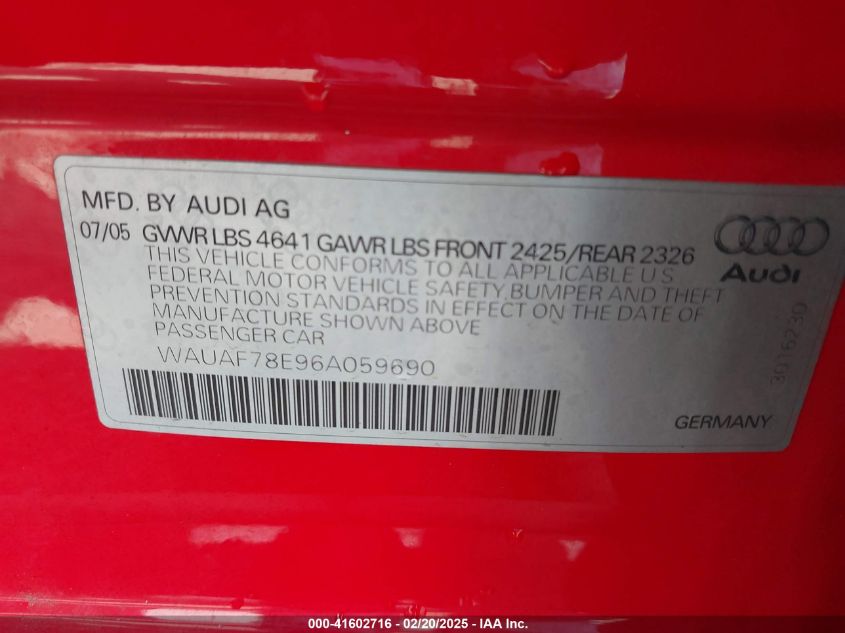 MFD. BY AUDI AG
07/05 GVWR LBS 4641 GAWR LBS FRONT 2425/REAR 2326
THIS VEHICLE CONFORMS TO ALL APPLICABLE U S
FEDERAL MOTOR VEHICLE SAFETY BUMPER AND THEFT
PREVENTION STANDARDS IN EFFECT ON THE DATE OF
MANUFACTURE SHOWN ABOVE
PASSENGER CAR
WAUAF78E96A059690
Audi
3016230
GERMANY
000-41602716 - 02/20/2025 - IAA Inc.